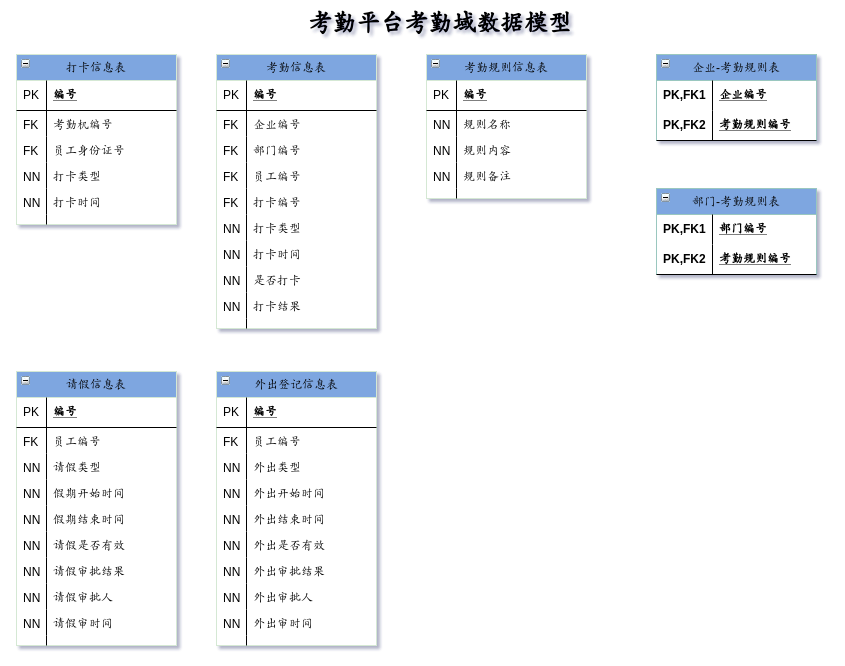 考勤平台考勤域数据模型
打卡信息表
PK 编号
FK 考勤机编号
FK 员工身份证号
NN 打卡类型
NN 打卡时间
考勤信息表
PK 编号
FK 企业编号
FK 部门编号
FK 员工编号
FK 打卡编号
NN 打卡类型
NN 打卡时间
NN 是否打卡
NN 打卡结果
考勤规则信息表
PK 编号
NN 规则名称
NN 规则内容
NN 规则备注
企业-考勤规则表
PK,FK1 企业编号
PK,FK2 考勤规则编号
部门-考勤规则表
PK,FK1 部门编号
PK,FK2 考勤规则编号
请假信息表
PK 编号
FK 员工编号
NN 请假类型
NN 假期开始时间
NN 假期结束时间
NN 请假是否有效
NN 请假审批结果
NN 请假审批人
NN 请假审时间
外出登记信息表
PK 编号
FK 员工编号
NN 外出类型
NN 外出开始时间
NN 外出结束时间
NN 外出是否有效
NN 外出审批结果
NN 外出审批人
NN 外出审时间